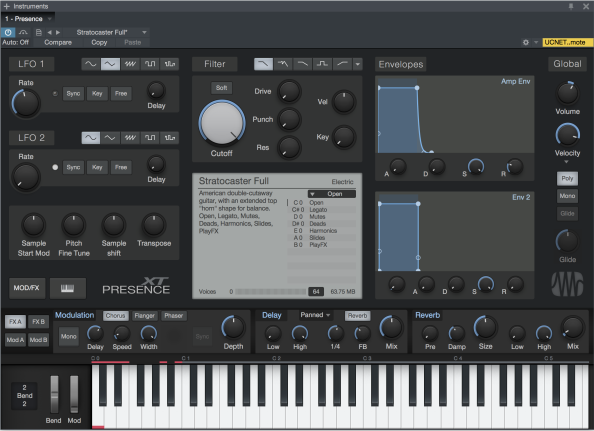 Instruments
1 - Presence
Stratocaster Full*
Auto: Off Compare Copy Paste UCNET...mote
LFO 1
Rate
Sync Key Free
Delay
LFO 2
Rate
Sync Key Free
Delay
Sample Start Mod
Pitch Fine Tune
Sample shift
Transpose
MOD/FX
PRESENCE XT
Filter
Soft
Cutoff
Drive
Punch
Res
Vel
Key
Stratocaster Full Electric
American double-cutaway
guitar, with an extended top
"horn" shape for balance.
Open, Legato, Mutes,
Deads, Harmonics, Slides,
PlayFX
Open
C 0 Open
C# 0 Legato
D 0 Mutes
D# 0 Deads
E 0 Harmonics
A 0 Slides
B 0 PlayFX
Voices 0 64 63.75 MB
Envelopes
Amp Env
A D S R
Env 2
A D S R
Global
Volume
Velocity
Poly
Mono
Glide
Glide
FX A FX B
Mod A Mod B
Modulation Chorus Flanger Phaser
Mono
Delay Speed Width
Sync
Depth
Delay Panned Reverb
Low High 1/4 FB Mix
Reverb
Pre Damp Size Low High Mix
C 0 C 1 C 2 C 3 C 4 C 5
2
Bend
2
Bend Mod